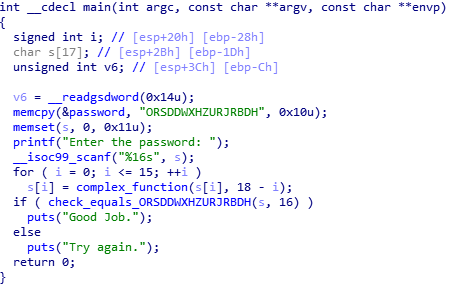 int __cdecl main(int argc, const char **argv, const char **envp)
{
  signed int i; // [esp+20h] [ebp-28h]
  char s[17]; // [esp+2Bh] [ebp-1Dh]
  unsigned int v6; // [esp+3Ch] [ebp-Ch]

  v6 = __readgsdword(0x14u);
  memcpy(&password, "ORSDDWXHZURJRBDH", 0x10u);
  memset(s, 0, 0x11u);
  printf("Enter the password: ");
  __isoc99_scanf("%16s", s);
  for ( i = 0; i <= 15; ++i )
    s[i] = complex_function(s[i], 18 - i);
  if ( check_equals_ORSDDWXHZURJRBDH(s, 16) )
    puts("Good Job.");
  else
    puts("Try again.");
  return 0;
}